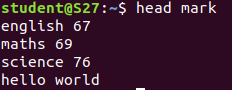 student@S27:~$ head mark
english 67
maths 69
science 76
hello world